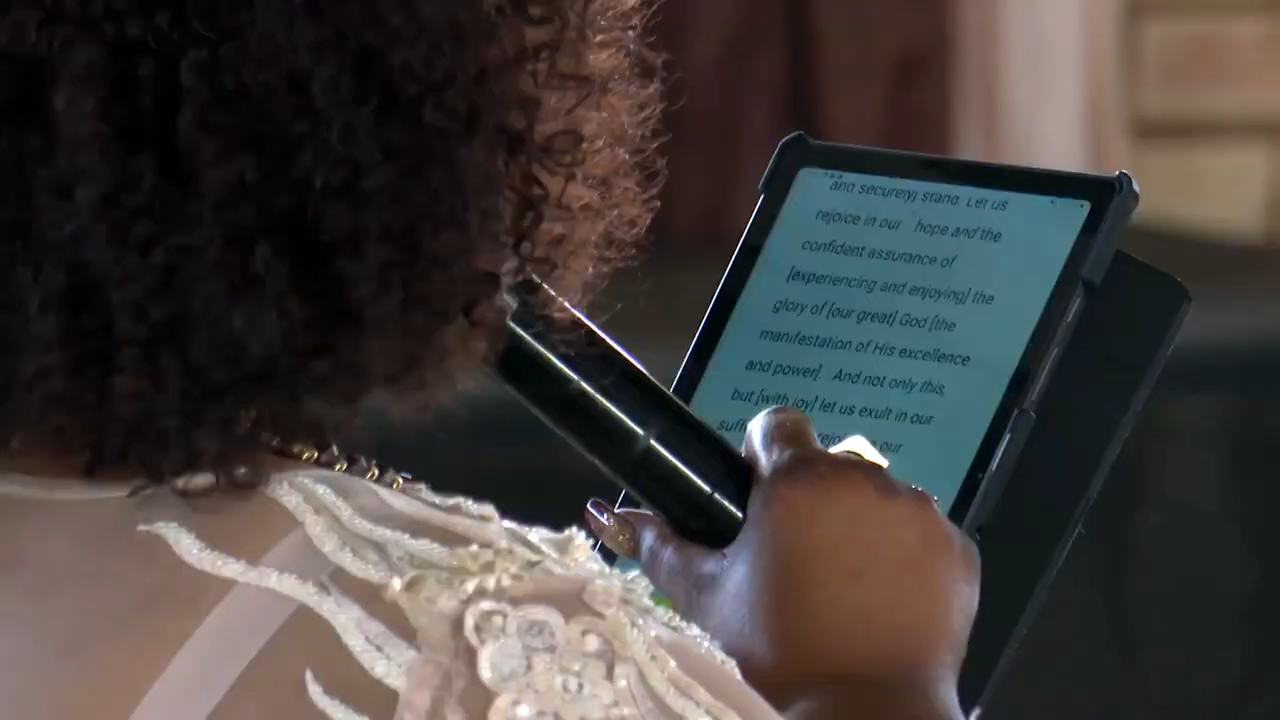 and securely] stand. Let us
rejoice in our hope and the
confident assurance of
[experiencing and enjoying] the
glory of [our great] God [the
manifestation of His excellence
and power]. And not only this,
but [with joy] let us exult in our
our